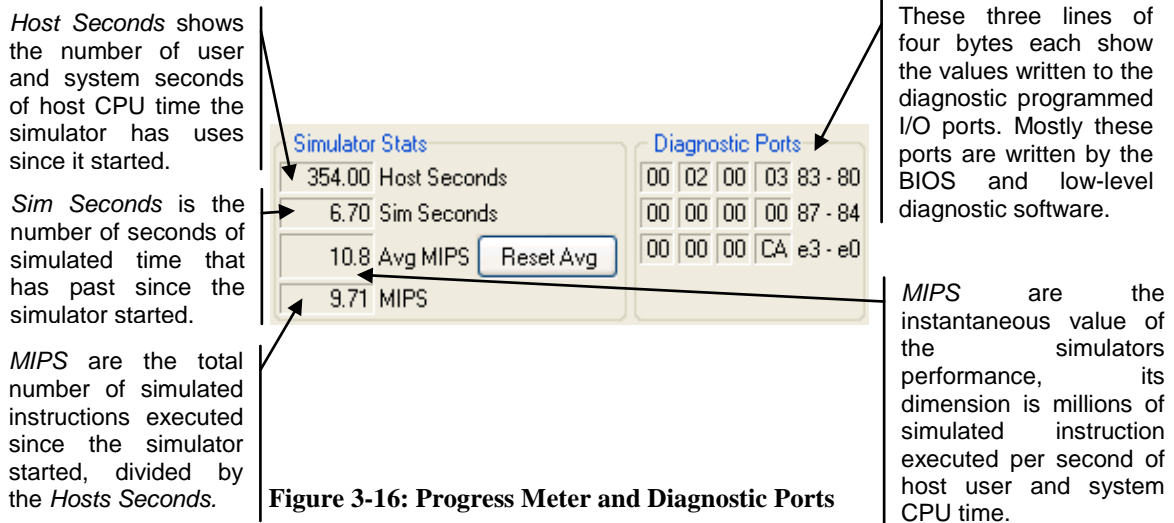 Host Seconds shows
the number of user
and system seconds
of host CPU time the
simulator has uses
since it started.
Sim Seconds is the
number of seconds of
simulated time that
has past since the
simulator started.
MIPS are the total
number of simulated
instructions executed
since the simulator
started, divided by
the Hosts Seconds.
Simulator Stats
354.00 Host Seconds
6.70 Sim Seconds
10.8 Avg MIPS Reset Avg
9.71 MIPS
Diagnostic Ports
00 02 00 03 83 - 80
00 00 00 00 87 - 84
00 00 00 CA e3 - e0
These three lines of
four bytes each show
the values written to the
diagnostic programmed
I/O ports. Mostly these
ports are written by the
BIOS and low-level
diagnostic software.
MIPS are the
instantaneous value of
the simulators
performance, its
dimension is millions of
simulated instruction
executed per second of
host user and system
CPU time.
Figure 3-16: Progress Meter and Diagnostic Ports